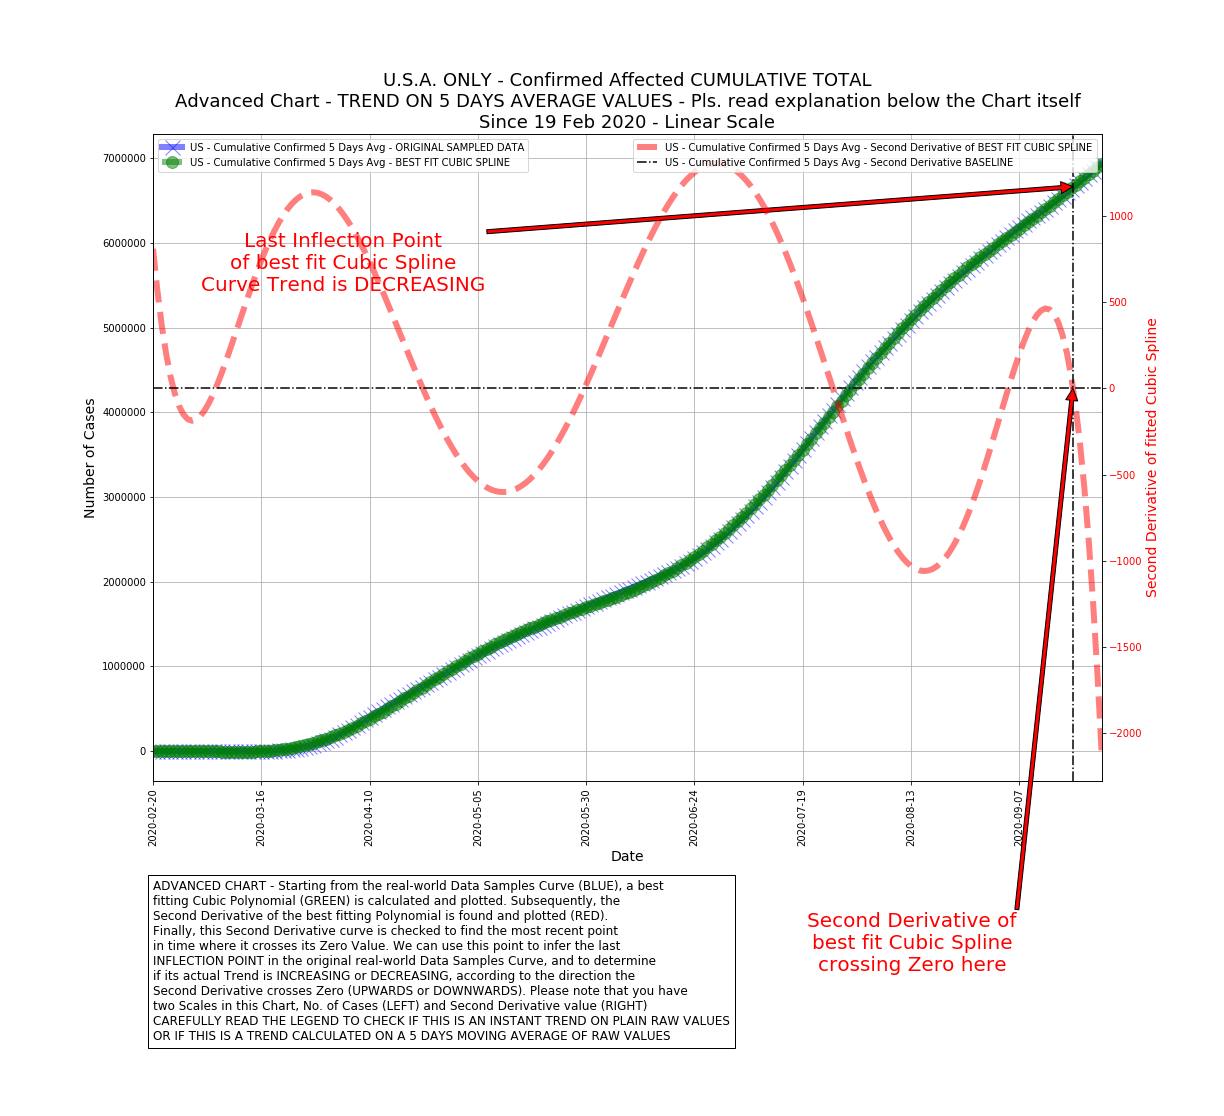 U.S.A. ONLY - Confirmed Affected CUMULATIVE TOTAL
Advanced Chart - TREND ON 5 DAYS AVERAGE VALUES - Pls. read explanation below the Chart itself
Since 19 Feb 2020 - Linear Scale
US - Cumulative Confirmed 5 Days Avg - ORIGINAL SAMPLED DATA
US - Cumulative Confirmed 5 Days Avg - BEST FIT CUBIC SPLINE
US - Cumulative Confirmed 5 Days Avg - Second Derivative of BEST FIT CUBIC SPLINE
US - Cumulative Confirmed 5 Days Avg - Second Derivative BASELINE
Last Inflection Point
of best fit Cubic Spline
Curve Trend is DECREASING
Number of Cases
7000000
6000000
5000000
4000000
3000000
2000000
1000000
0
1000
500
0
−500
−1000
−1500
−2000
Second Derivative of fitted Cubic Spline
2020-02-20
2020-03-16
2020-04-10
2020-05-05
2020-05-30
2020-06-24
2020-07-19
2020-08-13
2020-09-07
Date
Second Derivative of
best fit Cubic Spline
crossing Zero here
ADVANCED CHART - Starting from the real-world Data Samples Curve (BLUE), a best
fitting Cubic Polynomial (GREEN) is calculated and plotted. Subsequently, the
Second Derivative of the best fitting Polynomial is found and plotted (RED).
Finally, this Second Derivative curve is checked to find the most recent point
in time where it crosses its Zero Value. We can use this point to infer the last
INFLECTION POINT in the original real-world Data Samples Curve, and to determine
if its actual Trend is INCREASING or DECREASING, according to the direction the
Second Derivative crosses Zero (UPWARDS or DOWNWARDS). Please note that you have
two Scales in this Chart, No. of Cases (LEFT) and Second Derivative value (RIGHT)
CAREFULLY READ THE LEGEND TO CHECK IF THIS IS AN INSTANT TREND ON PLAIN RAW VALUES
OR IF THIS IS A TREND CALCULATED ON A 5 DAYS MOVING AVERAGE OF RAW VALUES